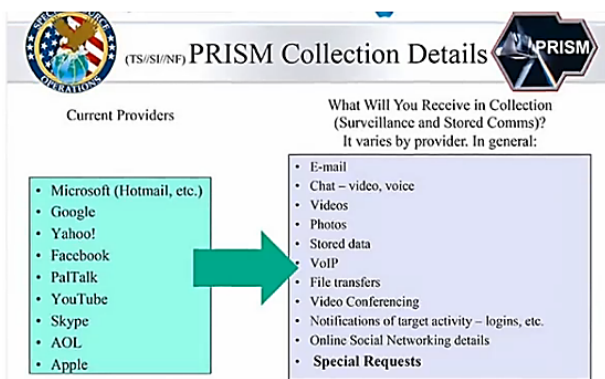 SPECIAL SOURCE
OPERATIONS
(TS//SI//NF) PRISM Collection Details
PRISM
Current Providers
What Will You Receive in Collection
(Surveillance and Stored Comms)?
It varies by provider. In general:
• Microsoft (Hotmail, etc.)
• Google
• Yahoo!
• Facebook
• PalTalk
• YouTube
• Skype
• AOL
• Apple
• E-mail
• Chat – video, voice
• Videos
• Photos
• Stored data
• VoIP
• File transfers
• Video Conferencing
• Notifications of target activity – logins, etc.
• Online Social Networking details
• Special Requests